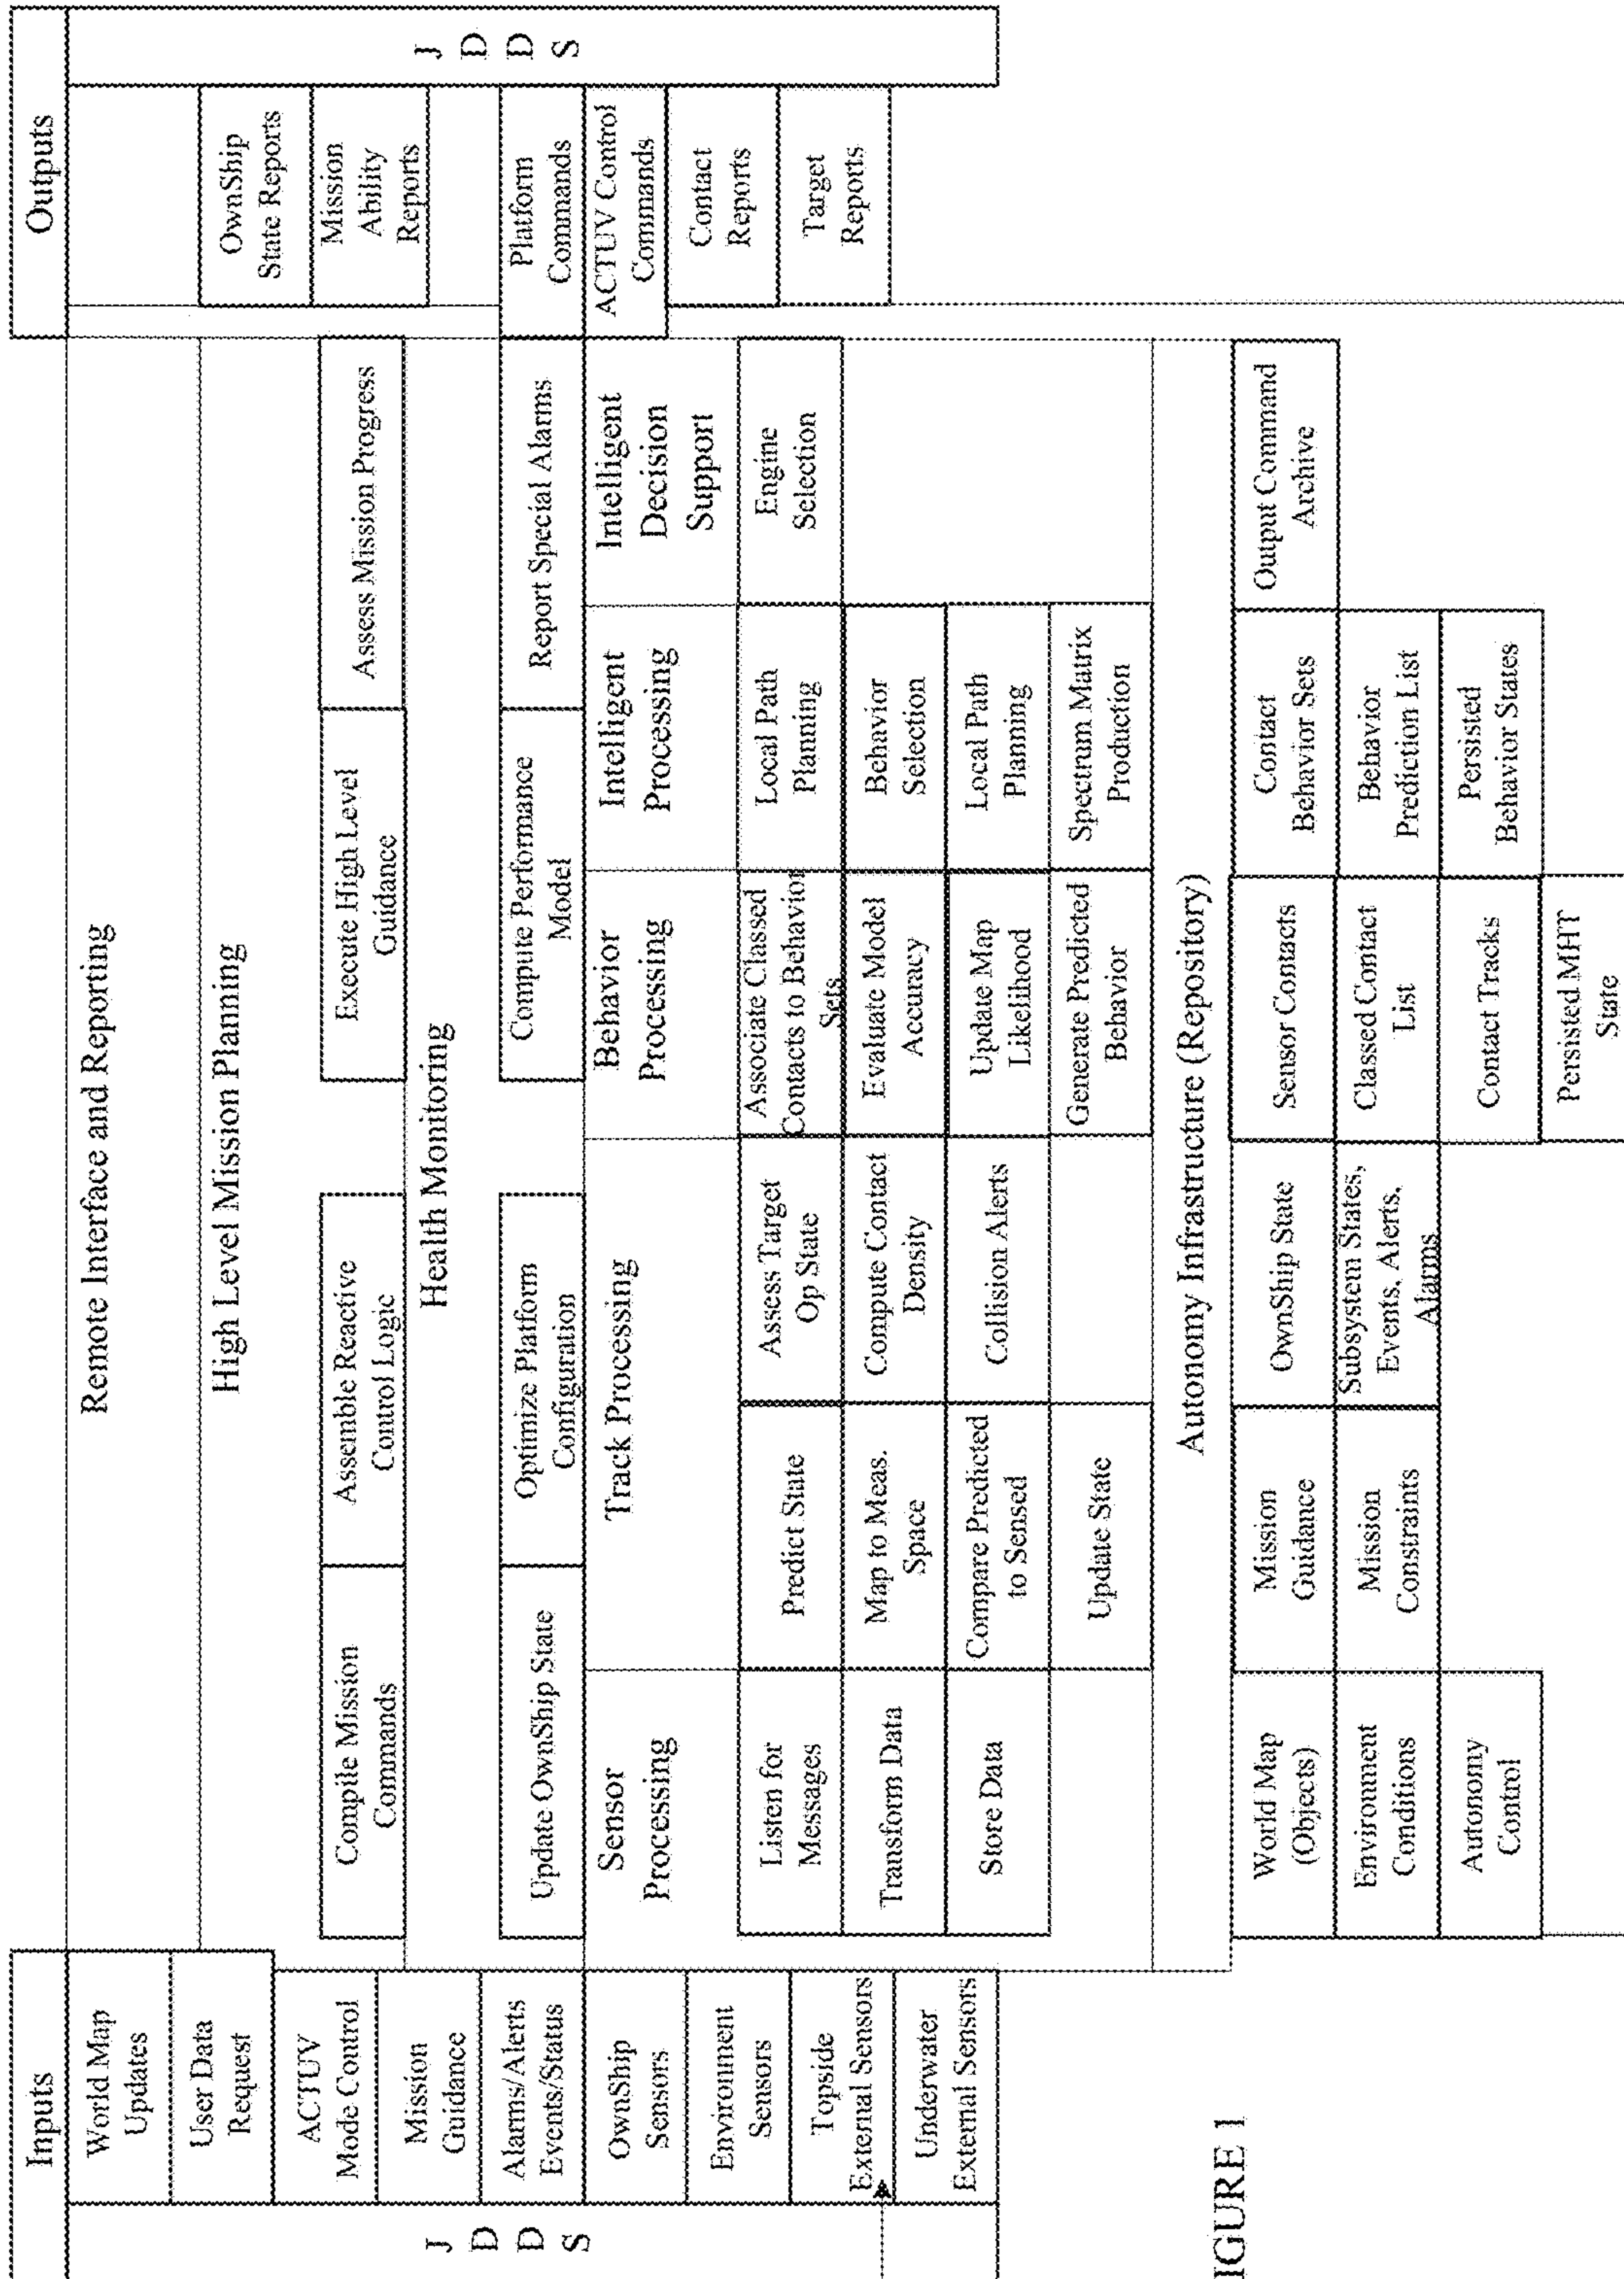 Inputs
World Map
Updates
User Data
Request
ACTUV
Mode Control
Mission
Guidance
Alarms/Alerts
Events/Status
OwnShip
Sensors
Environment
Sensors
Topside
External Sensors
Underwater
External Sensors
J
D
D
S
Remote Interface and Reporting
High Level Mission Planning
Compile Mission
Commands
Assemble Reactive
Control Logic
Execute High Level
Guidance
Assess Mission Progress
Health Monitoring
Update OwnShip State
Optimize Platform
Configuration
Compute Performance
Model
Report Special Alarms
Sensor
Processing
Listen for
Messages
Transform Data
Store Data
Track Processing
Predict State
Map to Meas.
Space
Compare Predicted
to Sensed
Update State
Assess Target
Op State
Compute Contact
Density
Collision Alerts
Behavior
Processing
Associate Classed
Contacts to Behavior
Sets
Evaluate Model
Accuracy
Update Map
Likelihood
Generate Predicted
Behavior
Intelligent
Processing
Local Path
Planning
Behavior
Selection
Local Path
Planning
Spectrum Matrix
Production
Intelligent
Decision
Support
Engine
Selection
Autonomy Infrastructure (Repository)
World Map
(Objects)
Environment
Conditions
Autonomy
Control
Mission
Guidance
Mission
Constraints
OwnShip State
Subsystem States,
Events, Alerts,
Alarms
Sensor Contacts
Classed Contact
List
Contact Tracks
Persisted MHT
State
Contact
Behavior Sets
Behavior
Prediction List
Persisted
Behavior States
Output Command
Archive
Outputs
OwnShip
State Reports
Mission
Ability
Reports
Platform
Commands
ACTUV Control
Commands
Contact
Reports
Target
Reports
J
D
D
S
IGURE 1